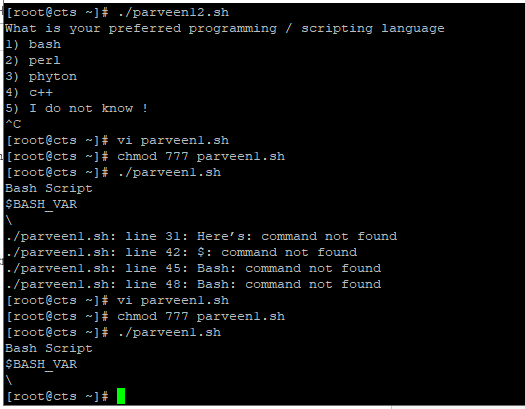 [root@cts ~]# ./parveen12.sh
What is your preferred programming / scripting language
1) bash
2) perl
3) phyton
4) c++
5) I do not know !
^C
[root@cts ~]# vi parveen1.sh
[root@cts ~]# chmod 777 parveen1.sh
[root@cts ~]# ./parveen1.sh
Bash Script
$BASH_VAR
\
./parveen1.sh: line 31: Here’s: command not found
./parveen1.sh: line 42: $: command not found
./parveen1.sh: line 45: Bash: command not found
./parveen1.sh: line 48: Bash: command not found
[root@cts ~]# vi parveen1.sh
[root@cts ~]# chmod 777 parveen1.sh
[root@cts ~]# ./parveen1.sh
Bash Script
$BASH_VAR
\
[root@cts ~]#